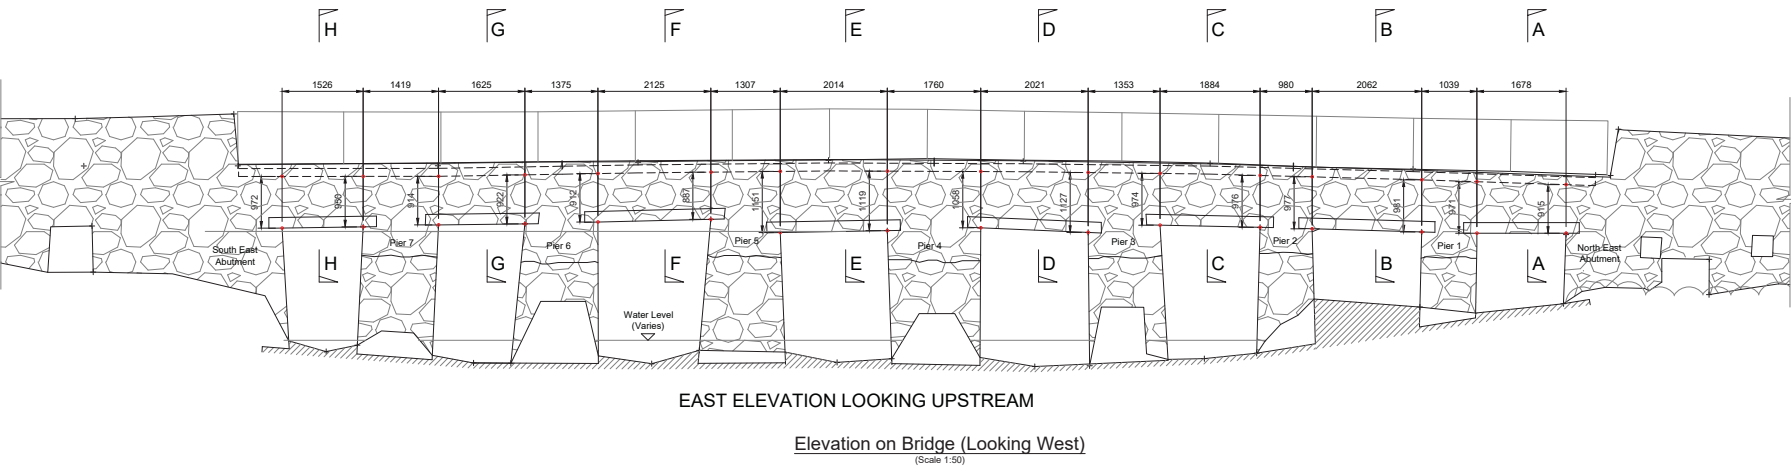 H G F E D C B A
1526 1419 1625 1375 2125 1307 2014 1760 2021 1353 1884 980 2062 1039 1678
972 914 922 912 887 1151 1119 1058 1127 974 976 977 981 971 915
South East
Abutment
Pier 7 Pier 6 Pier 5 Pier 4 Pier 3 Pier 2 Pier 1
North East
Abutment
H G F E D C B A
Water Level
(Varies)
EAST ELEVATION LOOKING UPSTREAM
Elevation on Bridge (Looking West)
(Scale 1:50)